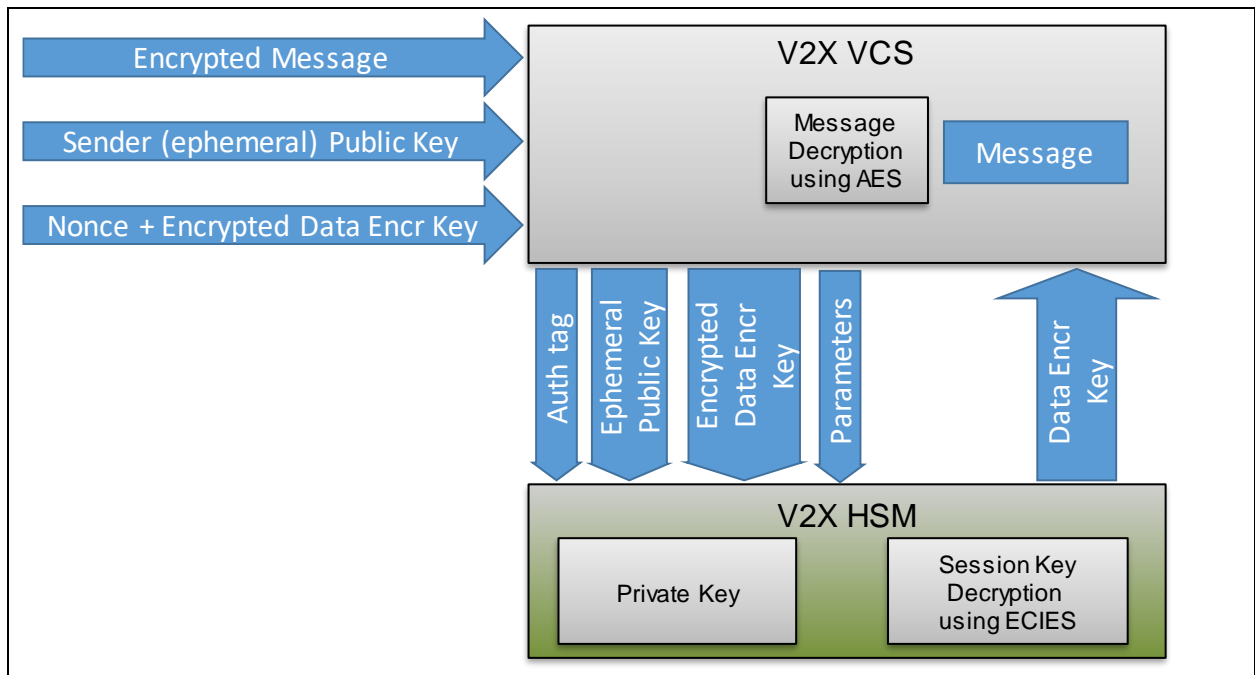 Encrypted Message
Sender (ephemeral) Public Key
Nonce + Encrypted Data Encr Key
V2X VCS
Message
Decryption
using AES
Message
Auth tag
Ephemeral
Public Key
Encrypted
Data Encr
Key
Parameters
Data Encr
Key
V2X HSM
Private Key
Session Key
Decryption
using ECIES